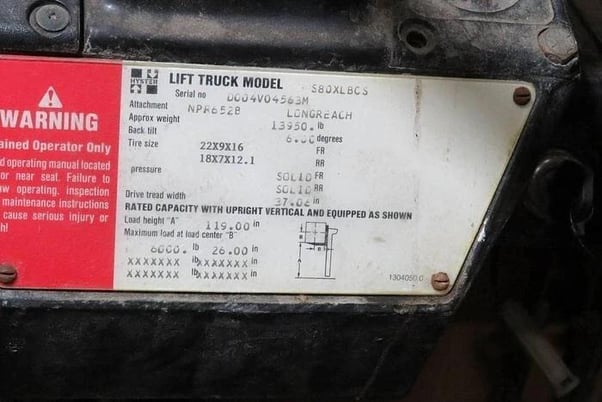 WARNING
ained Operator Only
d operating manual located
or near seat. Failure to
w operating, inspection
maintenance instructions
cause serious injury or
h!
HYSTER
LIFT TRUCK MODEL S80XLBCS
Serial no D004V04563M
Attachment NPR652B LONGREACH
Approx weight 13950. lb
Back tilt 6.00 degrees
Tire size 22X9X16 FR
18X7X12.1 RR
pressure SOLID FR
SOLID RR
Drive tread width 37.06 in
RATED CAPACITY WITH UPRIGHT VERTICAL AND EQUIPPED AS SHOWN
Load height "A" 119.00 in
Maximum load at load center "B"
6000. lb 26.00 in
XXXXXXX lb XXXXXXX in
XXXXXXX lb XXXXXXX in
1304050 0